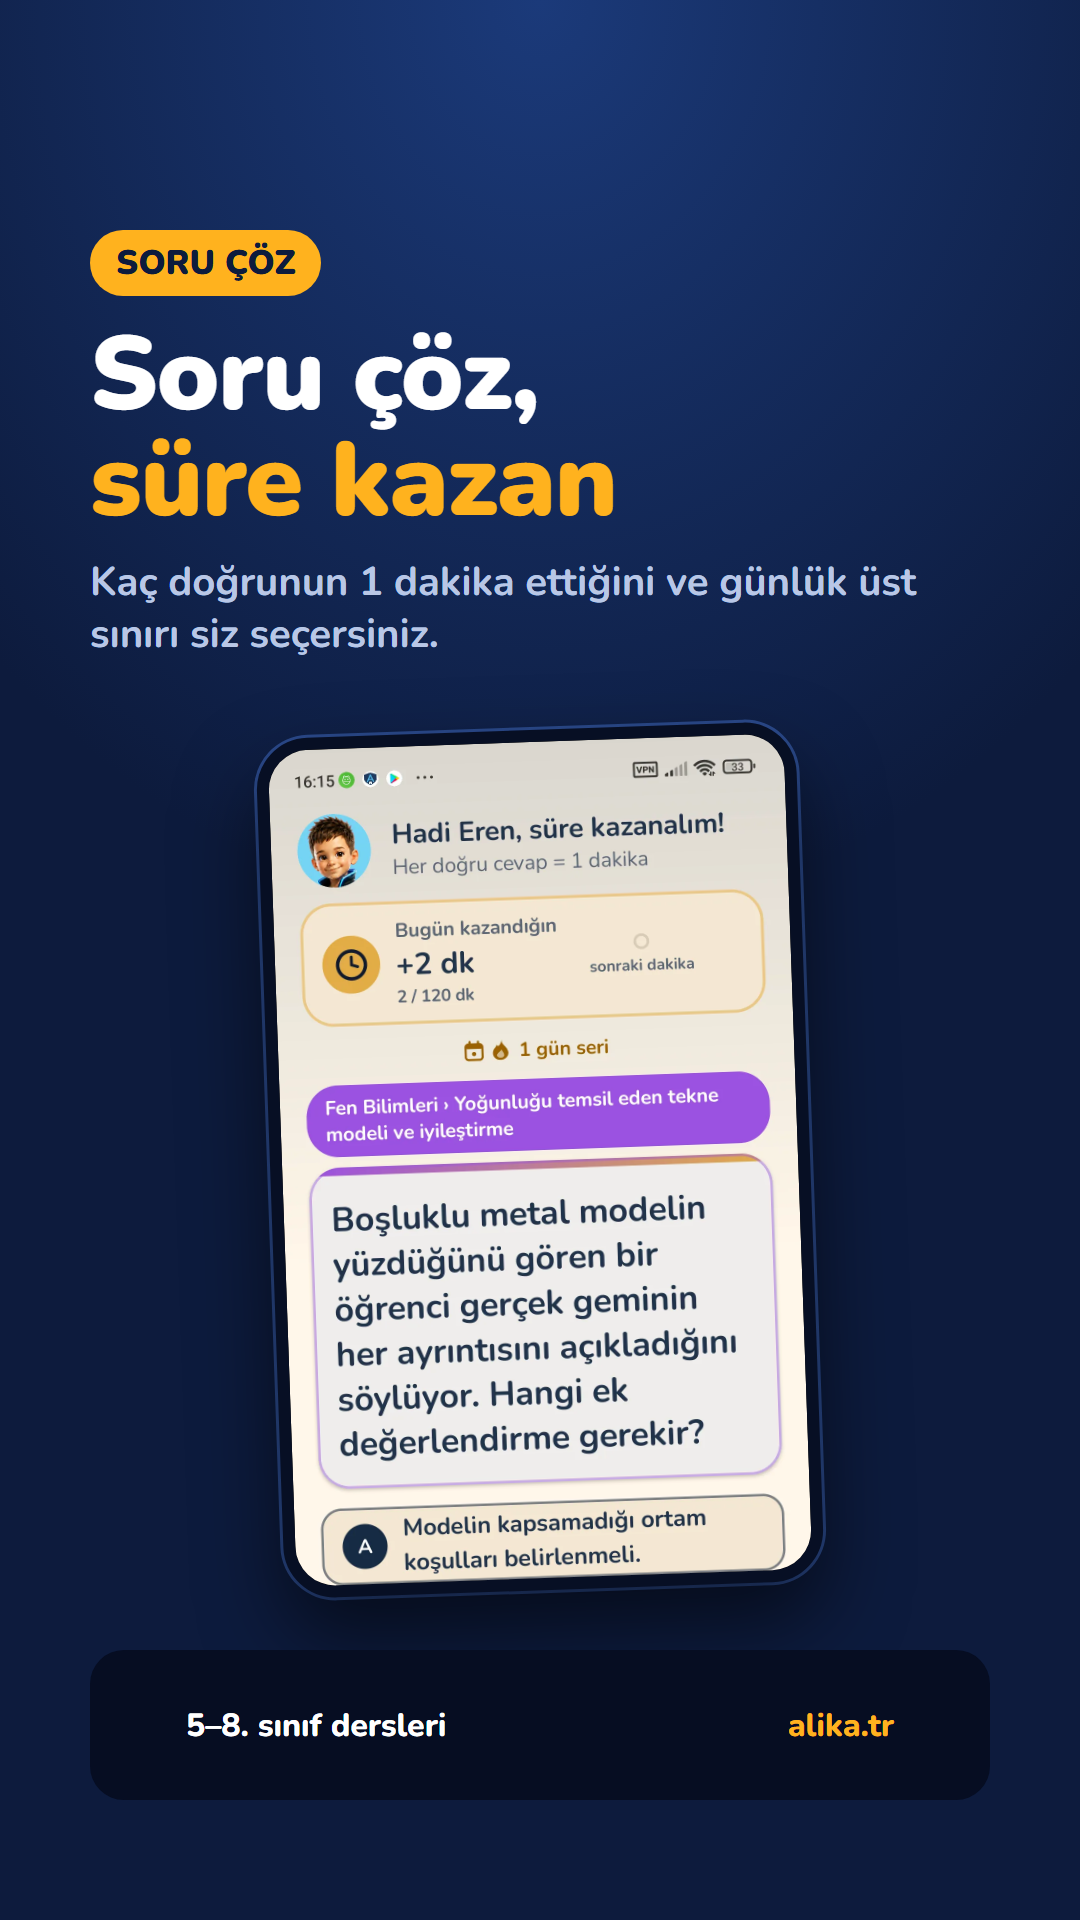 SORU ÇÖZ
Soru çöz,
süre kazan
Kaç doğrunun 1 dakika ettiğini ve günlük üst
sınırı siz seçersiniz.
16:15
VPN
33
Hadi Eren, süre kazanalım!
Her doğru cevap = 1 dakika
Bugün kazandığın
+2 dk
2 / 120 dk
sonraki dakika
1 gün seri
Fen Bilimleri › Yoğunluğu temsil eden tekne
modeli ve iyileştirme
Boşluklu metal modelin
yüzdüğünü gören bir
öğrenci gerçek geminin
her ayrıntısını açıkladığını
söylüyor. Hangi ek
değerlendirme gerekir?
A
Modelin kapsamadığı ortam
koşulları belirlenmeli.
5–8. sınıf dersleri
alika.tr